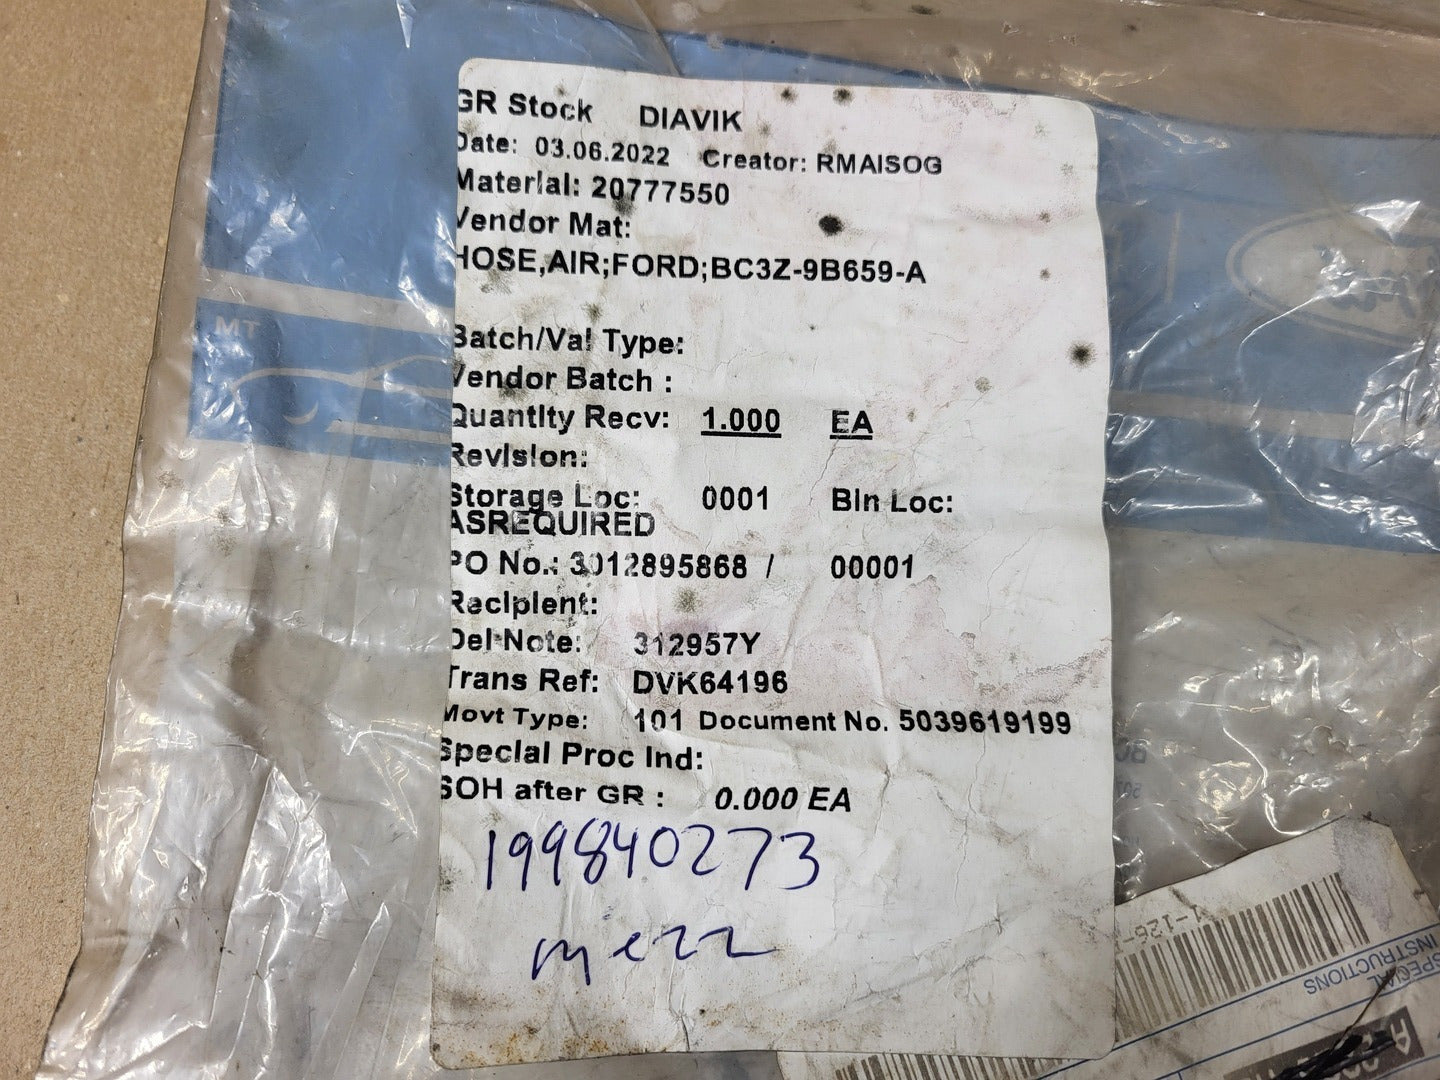 GR Stock DIAVIK
Date: 03.06.2022 Creator: RMAISOG
Material: 20777550
Vendor Mat:
HOSE,AIR;FORD;BC3Z-9B659-A
Batch/Val Type:
Vendor Batch :
Quantity Recv: 1.000 EA
Revision:
Storage Loc: 0001 Bin Loc:
ASREQUIRED
PO No.: 3012895868 / 00001
Recipient:
Del Note: 312957Y
Trans Ref: DVK64196
Movt Type: 101 Document No. 5039619199
Special Proc Ind:
SOH after GR : 0.000 EA
199840273
mezz
MT
SPECIAL
INSTRUCTIONS